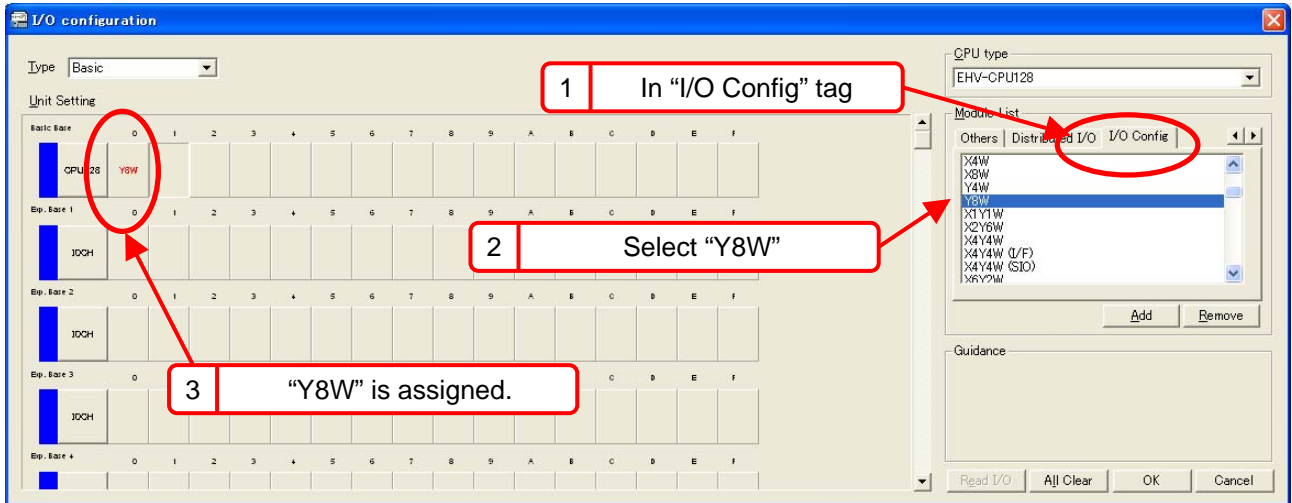 I/O configuration
Type Basic
Unit Setting
Basic Base 0 1 2 3 4 5 6 7 8 9 A B C D E F
CPU128 Y8W
Exp. Base 1 0 1 2 3 4 5 6 7 8 9 A B C D E F
IOCH
Exp. Base 2 0 1 2 3 4 5 6 7 8 9 A B C D E F
IOCH
Exp. Base 3 0 C D E F
IOCH
Exp. Base 4 0 1 2 3 4 5 6 7 8 9 A B C D E F
1 In “I/O Config” tag
2 Select “Y8W”
3 “Y8W” is assigned.
CPU type
EHV-CPU128
Module List
Others Distributed I/O I/O Config
X4W
X8W
Y4W
Y8W
X1Y1W
X2Y6W
X4Y4W
X4Y4W (I/F)
X4Y4W (SIO)
X6Y2W
Add Remove
Guidance
Read I/O All Clear OK Cancel